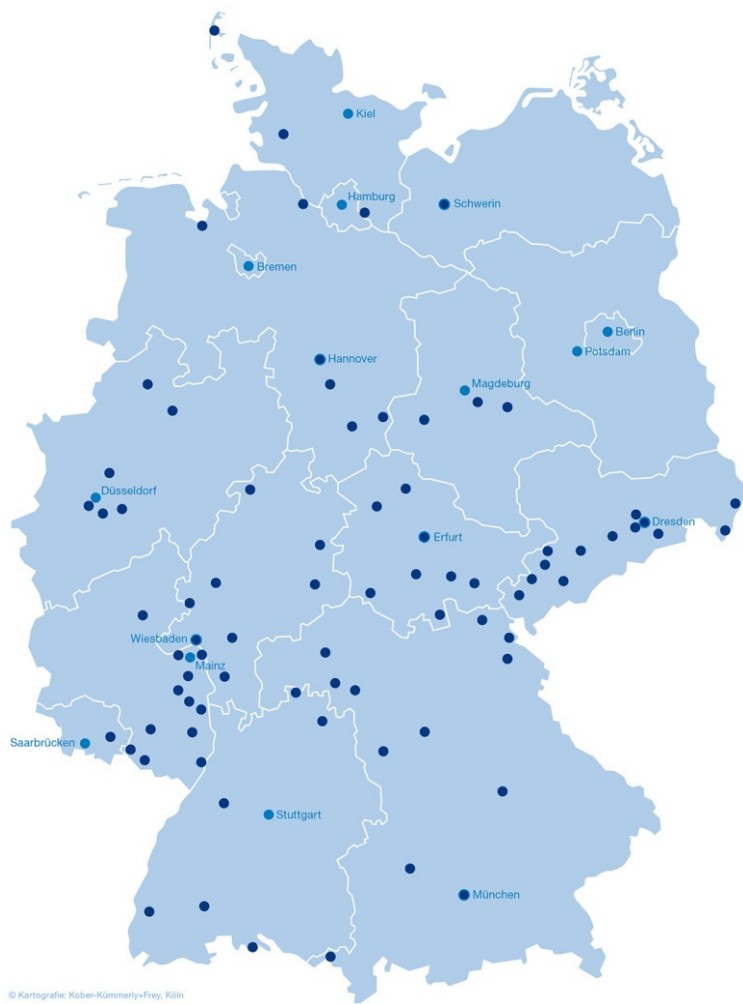 Kiel
Hamburg
Schwerin
Bremen
Berlin
Hannover
Potsdam
Magdeburg
Düsseldorf
Dresden
Erfurt
Wiesbaden
Mainz
Saarbrücken
Stuttgart
München
© Kartografie: Kober-Kümmerly+Frey, Köln